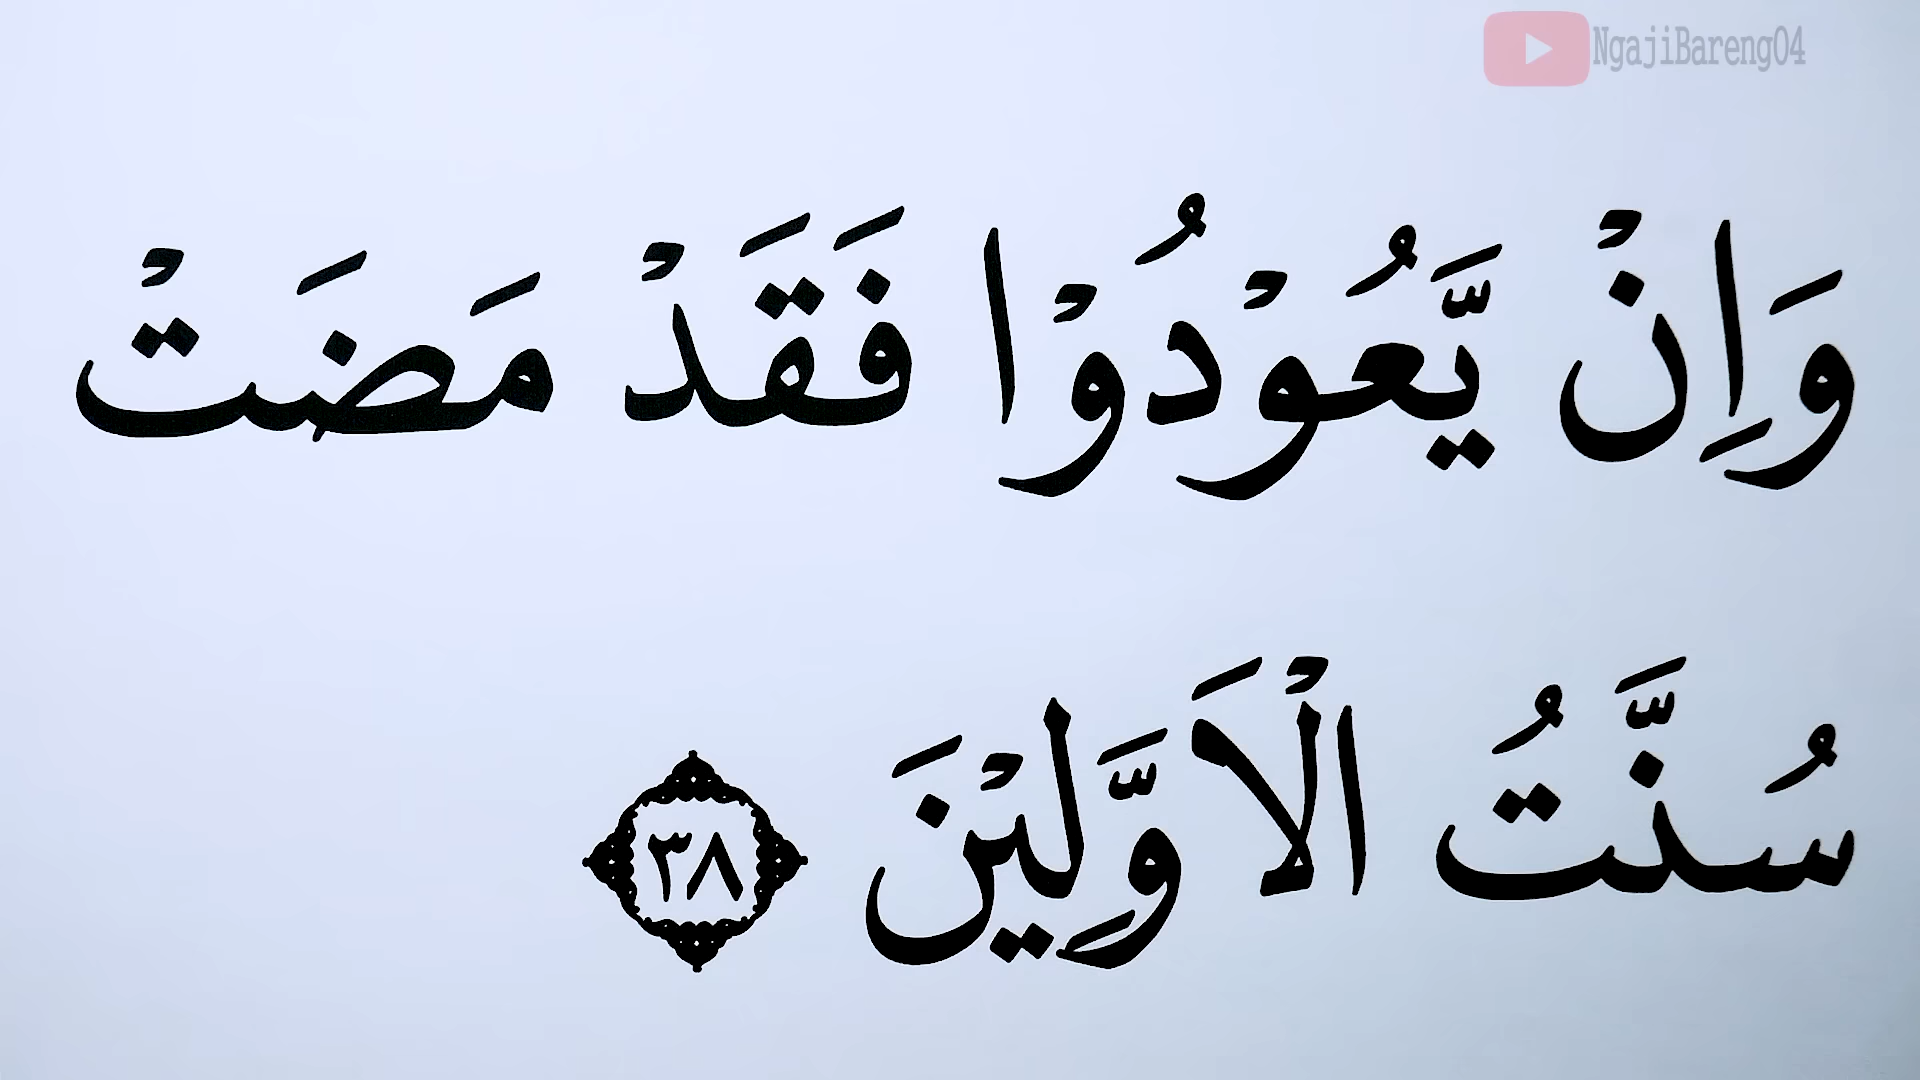 NgajiBareng04
وَاِنْ يَّعُوْدُوْا فَقَدْ مَضَتْ
سُنَّتُ الْاَوَّلِيْنَ ٣٨